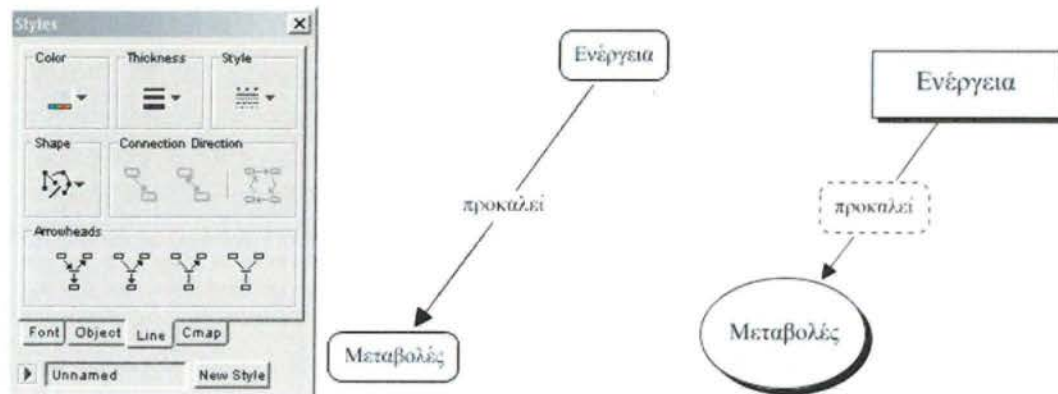 Styles
Color
Thickness
Style
Shape
Connection Direction
Arrowheads
Font
Object
Line
Cmap
Unnamed
New Style
Ενέργεια
προκαλεί
Μεταβολές
Ενέργεια
προκαλεί
Μεταβολές